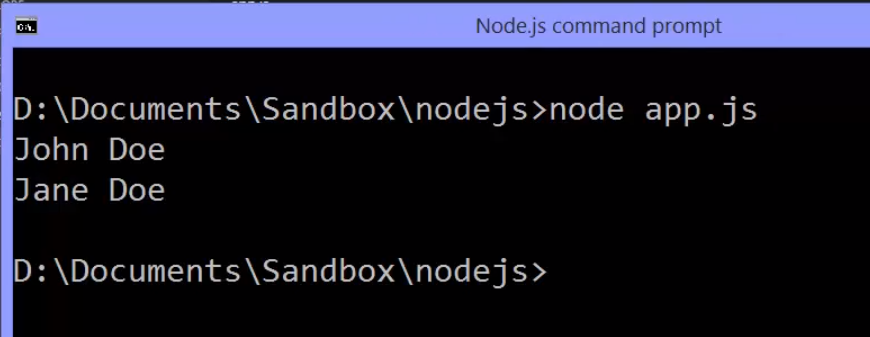 Node.js command prompt
D:\Documents\Sandbox\nodejs>node app.js
John Doe
Jane Doe
D:\Documents\Sandbox\nodejs>